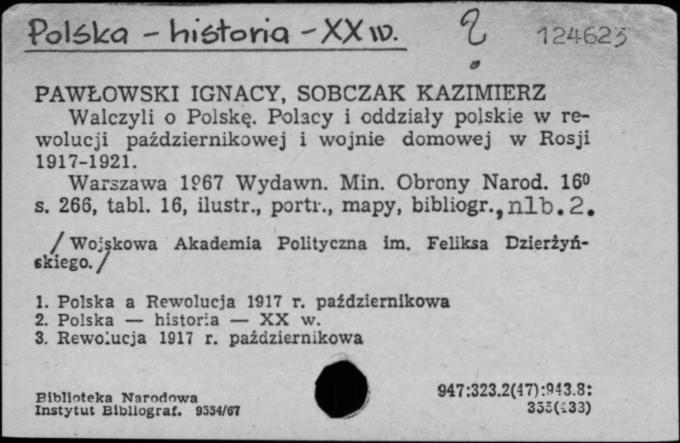 Polska - historia - XX w. ? 124623
PAWŁOWSKI IGNACY, SOBCZAK KAZIMIERZ
Walczyli o Polskę. Polacy i oddziały polskie w re-
wolucji październikowej i wojnie domowej w Rosji
1917-1921.
Warszawa 1967 Wydawn. Min. Obrony Narod. 16⁰
s. 266, tabl. 16, ilustr., portr., mapy, bibliogr., nlb. 2.
/Wojskowa Akademia Polityczna im. Feliksa Dzierżyń-
skiego./
1. Polska a Rewolucja 1917 r. październikowa
2. Polska — historia — XX w.
3. Rewolucja 1917 r. październikowa
Biblioteka Narodowa
Instytut Bibliograf. 9554/67
947:323.2(47):943.8:
355(438)